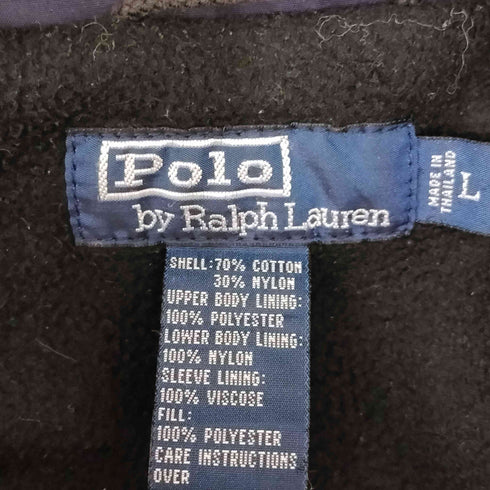 Polo
by Ralph Lauren
MADE IN
THAILAND
L
SHELL: 70% COTTON
30% NYLON
UPPER BODY LINING:
100% POLYESTER
LOWER BODY LINING:
100% NYLON
SLEEVE LINING:
100% VISCOSE
FILL:
100% POLYESTER
CARE INSTRUCTIONS
OVER